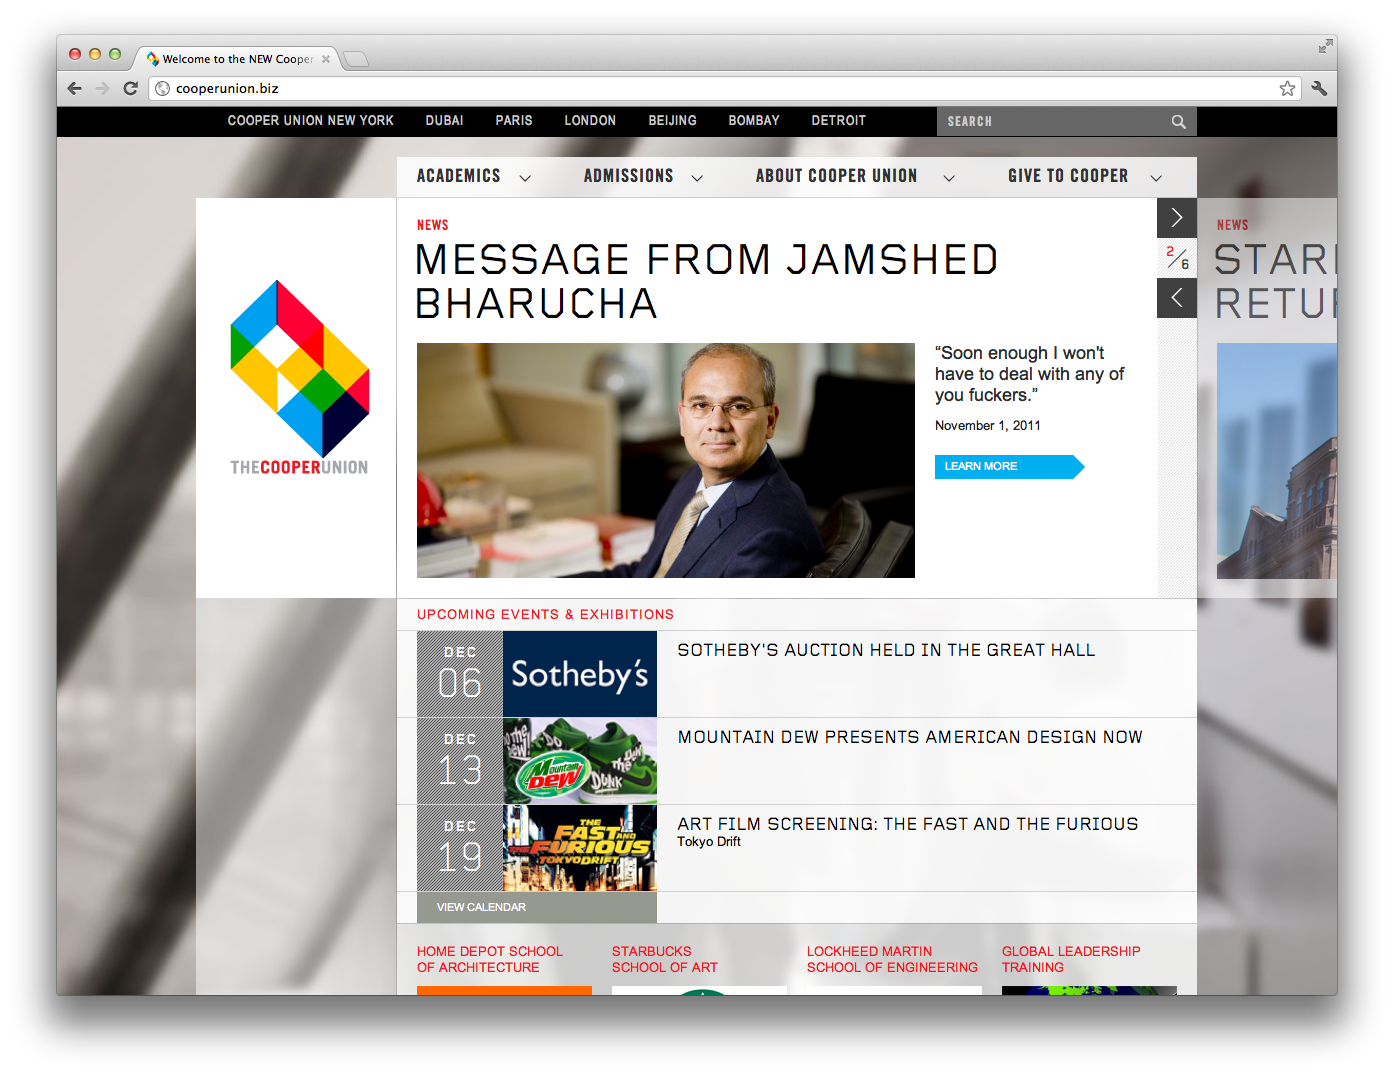 Welcome to the NEW Cooper
cooperunion.biz
COOPER UNION NEW YORK DUBAI PARIS LONDON BEIJING BOMBAY DETROIT SEARCH
ACADEMICS ADMISSIONS ABOUT COOPER UNION GIVE TO COOPER
NEWS
MESSAGE FROM JAMSHED
BHARUCHA
2/6
NEWS
STAR
RETUR
THECOOPERUNION
“Soon enough I won't
have to deal with any of
you fuckers.”
November 1, 2011
LEARN MORE
UPCOMING EVENTS & EXHIBITIONS
DEC
06
Sotheby's
SOTHEBY'S AUCTION HELD IN THE GREAT HALL
DEC
13
Mountain
DEW
DUNK
MOUNTAIN DEW PRESENTS AMERICAN DESIGN NOW
DEC
19
THE
FAST AND
THE FURIOUS
TOKYO DRIFT
ART FILM SCREENING: THE FAST AND THE FURIOUS
Tokyo Drift
VIEW CALENDAR
HOME DEPOT SCHOOL
OF ARCHITECTURE
STARBUCKS
SCHOOL OF ART
LOCKHEED MARTIN
SCHOOL OF ENGINEERING
GLOBAL LEADERSHIP
TRAINING